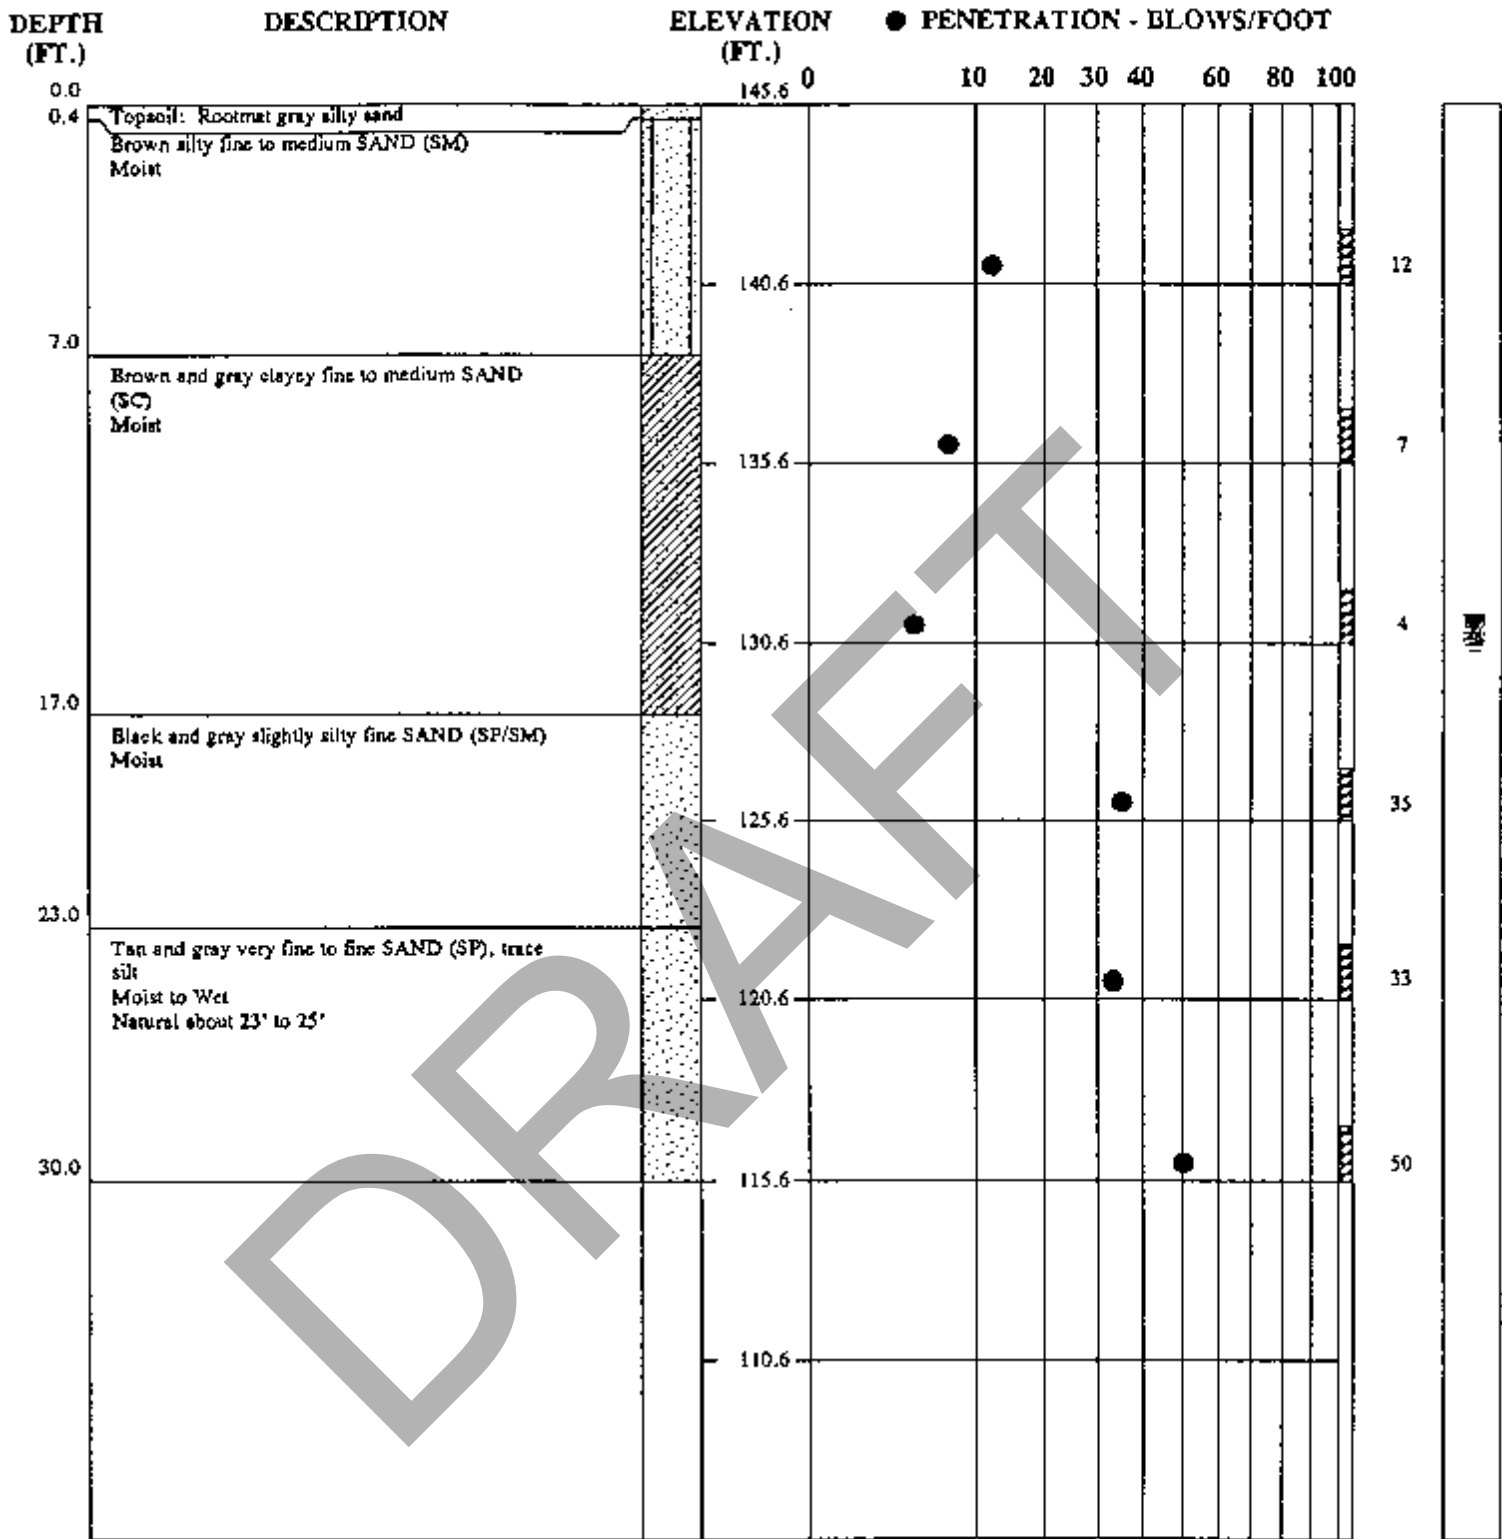 DEPTH (FT.) DESCRIPTION ELEVATION (FT.) ● PENETRATION - BLOWS/FOOT
0 10 20 30 40 60 80 100
0.0 145.6
0.4 Topsoil: Rootmat gray silty sand
Brown silty fine to medium SAND (SM)
Moist
12
140.6
7.0
Brown and gray clayey fine to medium SAND
(SC)
Moist
7
135.6
4
130.6
17.0
Black and gray slightly silty fine SAND (SP/SM)
Moist
35
125.6
23.0
Tan and gray very fine to fine SAND (SP), trace
silt
Moist to Wet
Natural about 23' to 25'
33
120.6
30.0
50
115.6
110.6
DRAFT